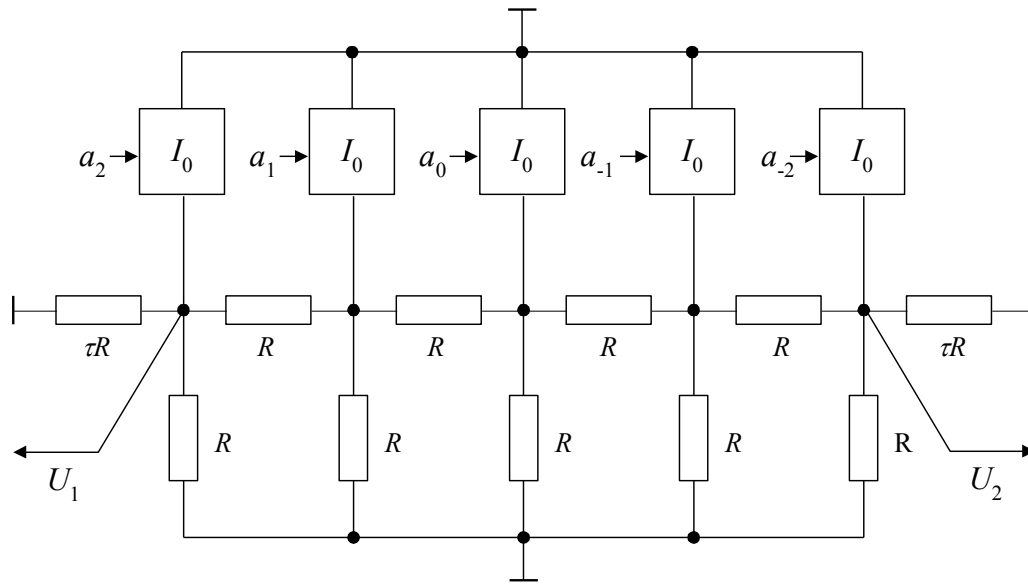 a₂ I₀ a₁ I₀ a₀ I₀ a₋₁ I₀ a₋₂ I₀
τR R R R R τR
R R R R R
U₁ U₂